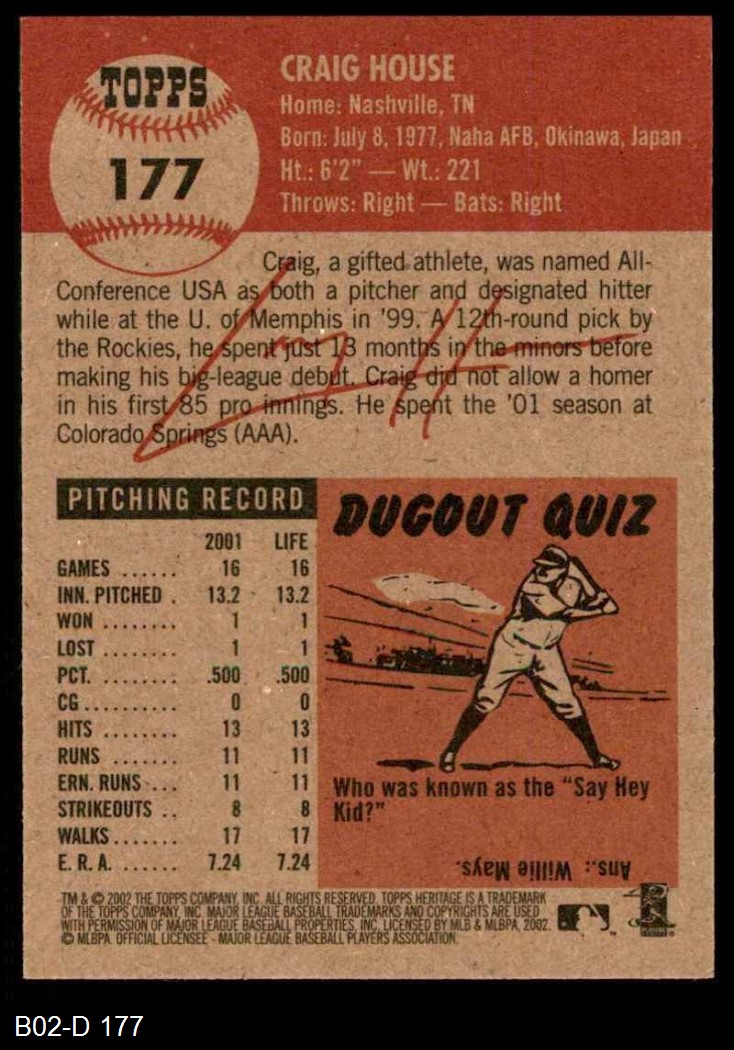 TOPPS
177
CRAIG HOUSE
Home: Nashville, TN
Born: July 8, 1977, Naha AFB, Okinawa, Japan
Ht.: 6'2" — Wt.: 221
Throws: Right — Bats: Right
Craig, a gifted athlete, was named All-
Conference USA as both a pitcher and designated hitter
while at the U. of Memphis in '99. A 12th-round pick by
the Rockies, he spent just 13 months in the minors before
making his big-league debut. Craig did not allow a homer
in his first 85 pro innings. He spent the '01 season at
Colorado Springs (AAA).
PITCHING RECORD
2001 LIFE
GAMES ...... 16 16
INN. PITCHED . 13.2 13.2
WON ........ 1 1
LOST ........ 1 1
PCT. ........ .500 .500
CG ......... 0 0
HITS ........ 13 13
RUNS ....... 11 11
ERN. RUNS ... 11 11
STRIKEOUTS .. 8 8
WALKS ....... 17 17
E. R. A. ...... 7.24 7.24
DUGOUT QUIZ
Who was known as the "Say Hey
Kid?"
Ans.: Willie Mays.
TM & © 2002 THE TOPPS COMPANY, INC. ALL RIGHTS RESERVED. TOPPS HERITAGE IS A TRADEMARK
OF THE TOPPS COMPANY, INC. MAJOR LEAGUE BASEBALL TRADEMARKS AND COPYRIGHTS ARE USED
WITH PERMISSION OF MAJOR LEAGUE BASEBALL PROPERTIES, INC. LICENSED BY MLB & MLBPA, 2002.
© MLBPA. OFFICIAL LICENSEE - MAJOR LEAGUE BASEBALL PLAYERS ASSOCIATION.
B02-D 177